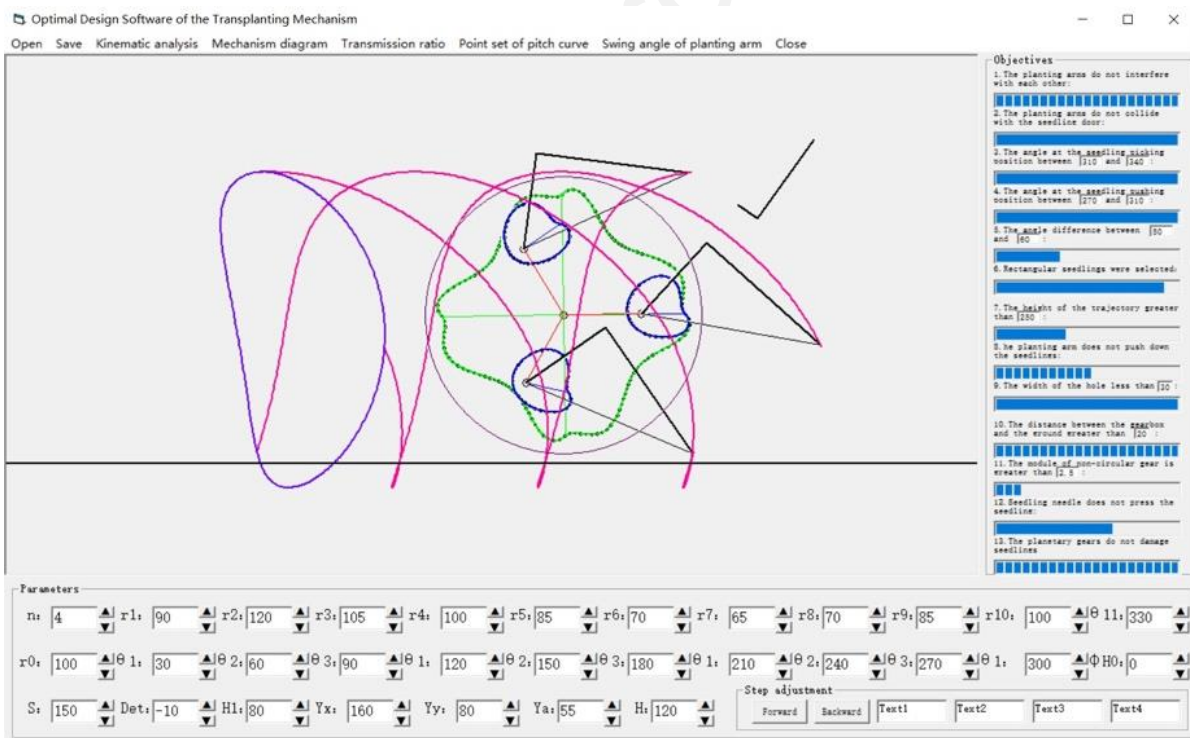 Optimal Design Software of the Transplanting Mechanism
Open Save Kinematic analysis Mechanism diagram Transmission ratio Point set of pitch curve Swing angle of planting arm Close
Objectives
1.The planting arms do not interfere
with each other:
2.The planting arms do not collide
with the seedline door:
3.The angle at the seedling picking
position between 310 and 340 :
4.The angle at the seedling pushing
position between 270 and 310 :
5.The angle difference between 50
and 60 :
6.Rectangular seedlings were selected:
7.The height of the trajectory greater
than 250 :
8.he planting arm does not push down
the seedlines:
9.The width of the hole less than 30 :
10.The distance between the gearbox
and the ground greater than 20 :
11.The module of non-circular gear is
greater than 2.5 :
12.Seedling needle does not press the
seedline:
13.The planetary gears do not damage
seedlines
Parameters
n: 4 r1: 90 r2: 120 r3: 105 r4: 100 r5: 85 r6: 70 r7: 65 r8: 70 r9: 85 r10: 100 θ 11: 330
r0: 100 θ 1: 30 θ 2: 60 θ 3: 90 θ 1: 120 θ 2: 150 θ 3: 180 θ 1: 210 θ 2: 240 θ 3: 270 θ 1: 300 Φ H0: 0
S: 150 Det: -10 H1: 80 Yx: 160 Yy: 80 Ya: 55 H: 120
Step adjustment
Forward Backward Text1 Text2 Text3 Text4